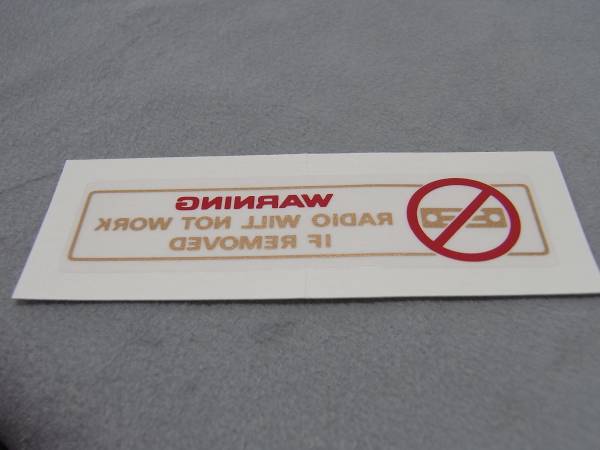 WARNING
RADIO WILL NOT WORK
IF REMOVED